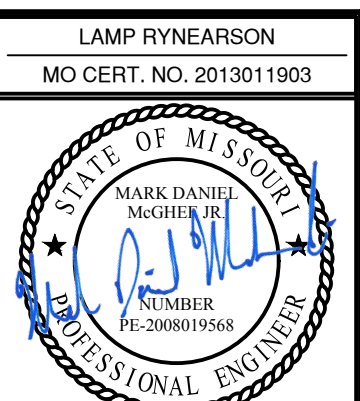 LAMP RYNEARSON
MO CERT. NO. 2013011903
STATE OF MISSOURI
MARK DANIEL
McGHEE JR.
NUMBER
PE-2008019568
PROFESSIONAL ENGINEER